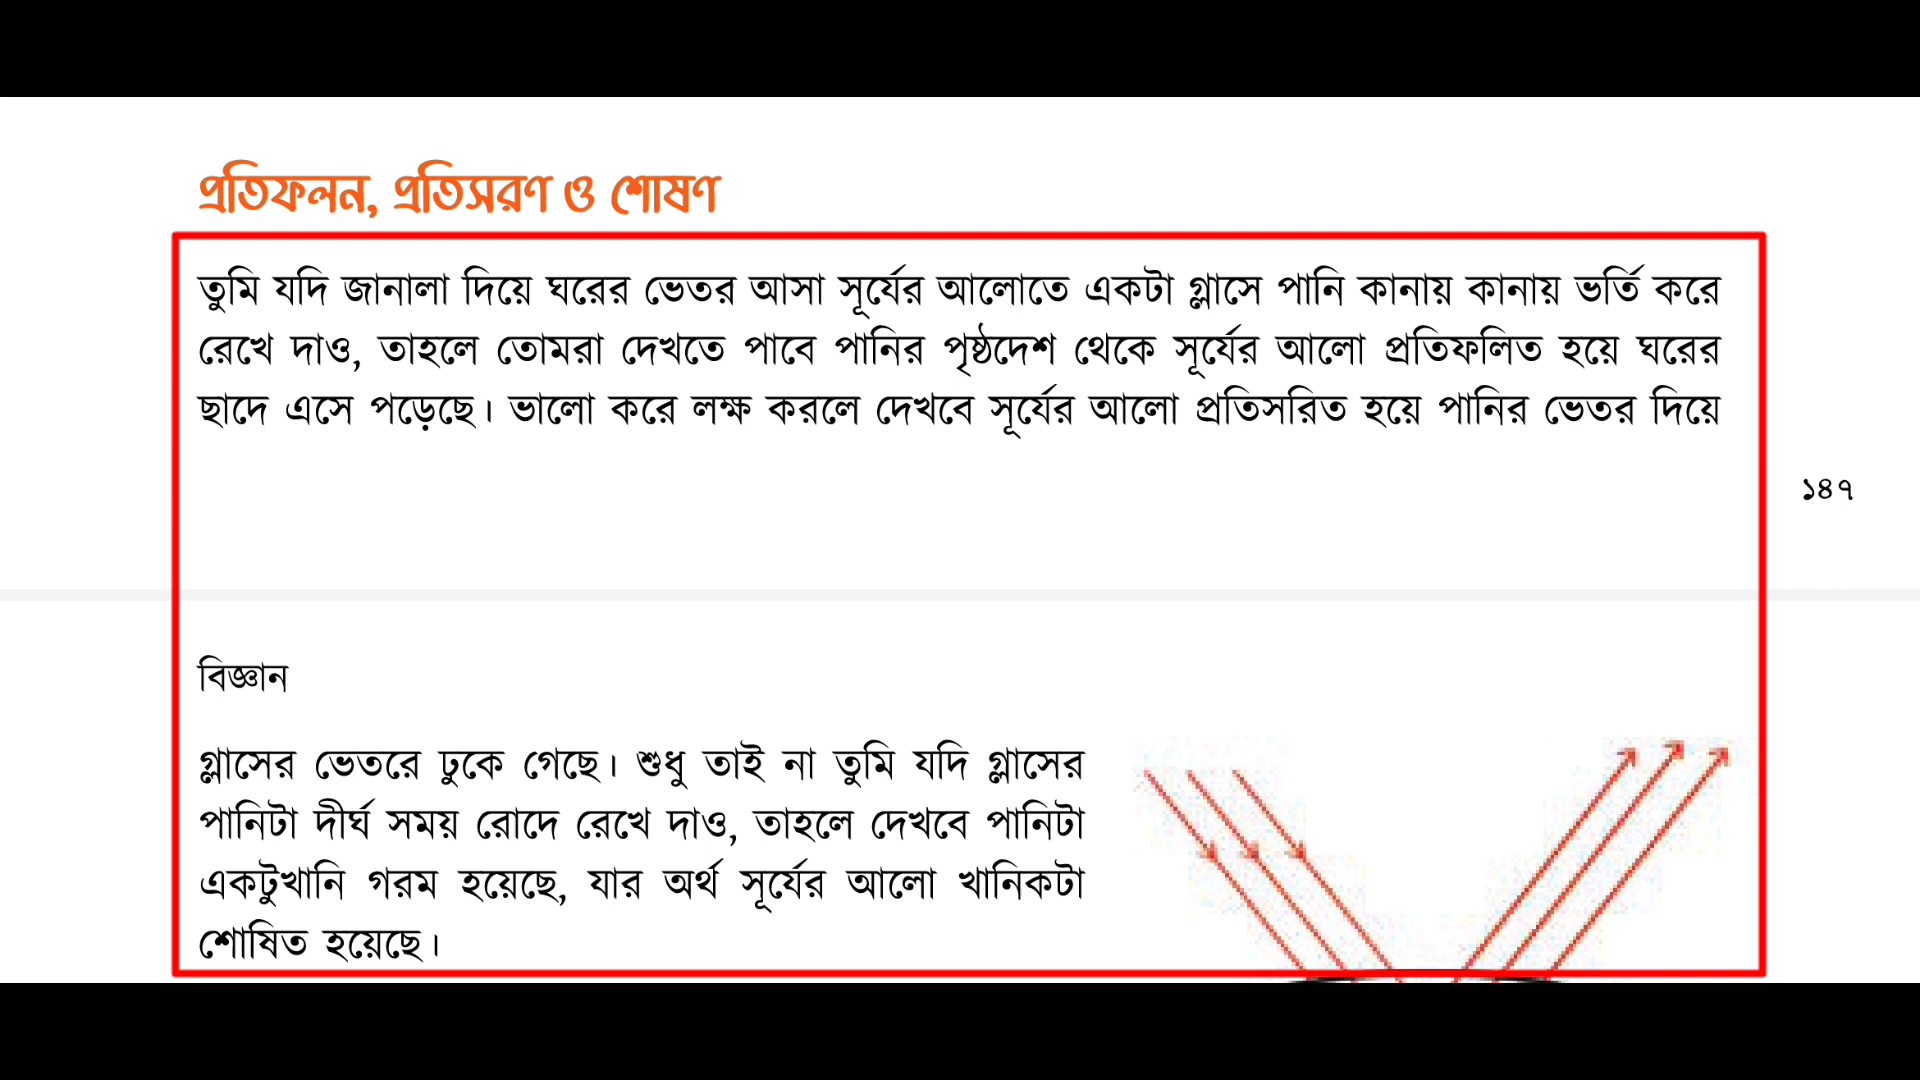 প্রতিফলন, প্রতিসরণ ও শোষণ
তুমি যদি জানালা দিয়ে ঘরের ভেতর আসা সূর্যের আলোতে একটা গ্লাসে পানি কানায় কানায় ভর্তি করে
রেখে দাও, তাহলে তোমরা দেখতে পাবে পানির পৃষ্ঠদেশ থেকে সূর্যের আলো প্রতিফলিত হয়ে ঘরের
ছাদে এসে পড়েছে। ভালো করে লক্ষ করলে দেখবে সূর্যের আলো প্রতিসরিত হয়ে পানির ভেতর দিয়ে
১৪৭
বিজ্ঞান
গ্লাসের ভেতরে ঢুকে গেছে। শুধু তাই না তুমি যদি গ্লাসের
পানিটা দীর্ঘ সময় রোদে রেখে দাও, তাহলে দেখবে পানিটা
একটুখানি গরম হয়েছে, যার অর্থ সূর্যের আলো খানিকটা
শোষিত হয়েছে।